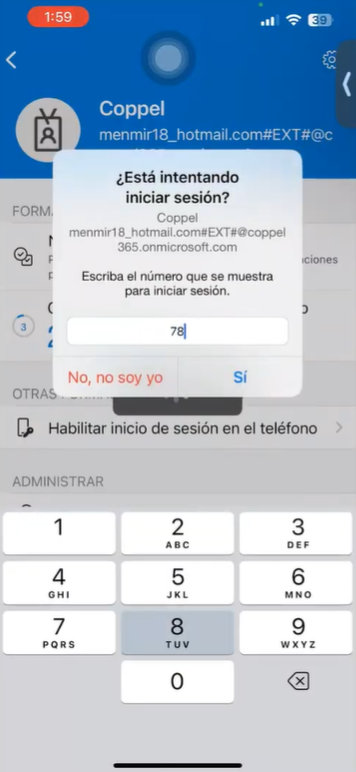 1:59
39
Coppel
menmir18_hotmail.com#EXT#@c
FORM
¿Está intentando
iniciar sesión?
Coppel
menmir18_hotmail.com#EXT#@coppel
365.onmicrosoft.com
Escriba el número que se muestra
para iniciar sesión.
ciones
3
78
No, no soy yo
Sí
OTRAS
Habilitar inicio de sesión en el teléfono
ADMINISTRAR
1
2
ABC
3
DEF
4
GHI
5
JKL
6
MNO
7
PQRS
8
TUV
9
WXYZ
0